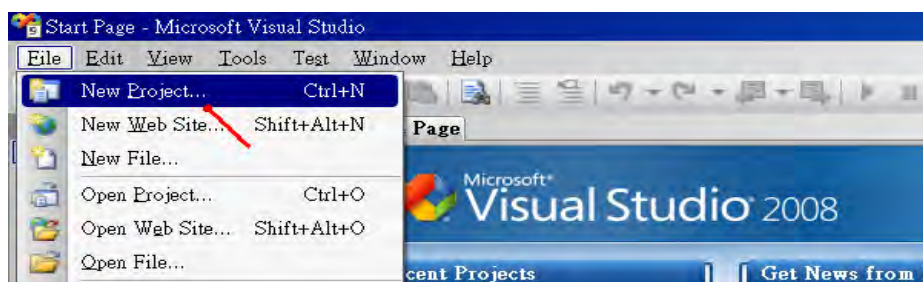 Start Page - Microsoft Visual Studio
File Edit View Tools Test Window Help
New Project... Ctrl+N
New Web Site... Shift+Alt+N
Page
New File...
Open Project... Ctrl+O
Microsoft
Visual Studio 2008
Open Web Site... Shift+Alt+O
Open File...
cent Projects
Get News from